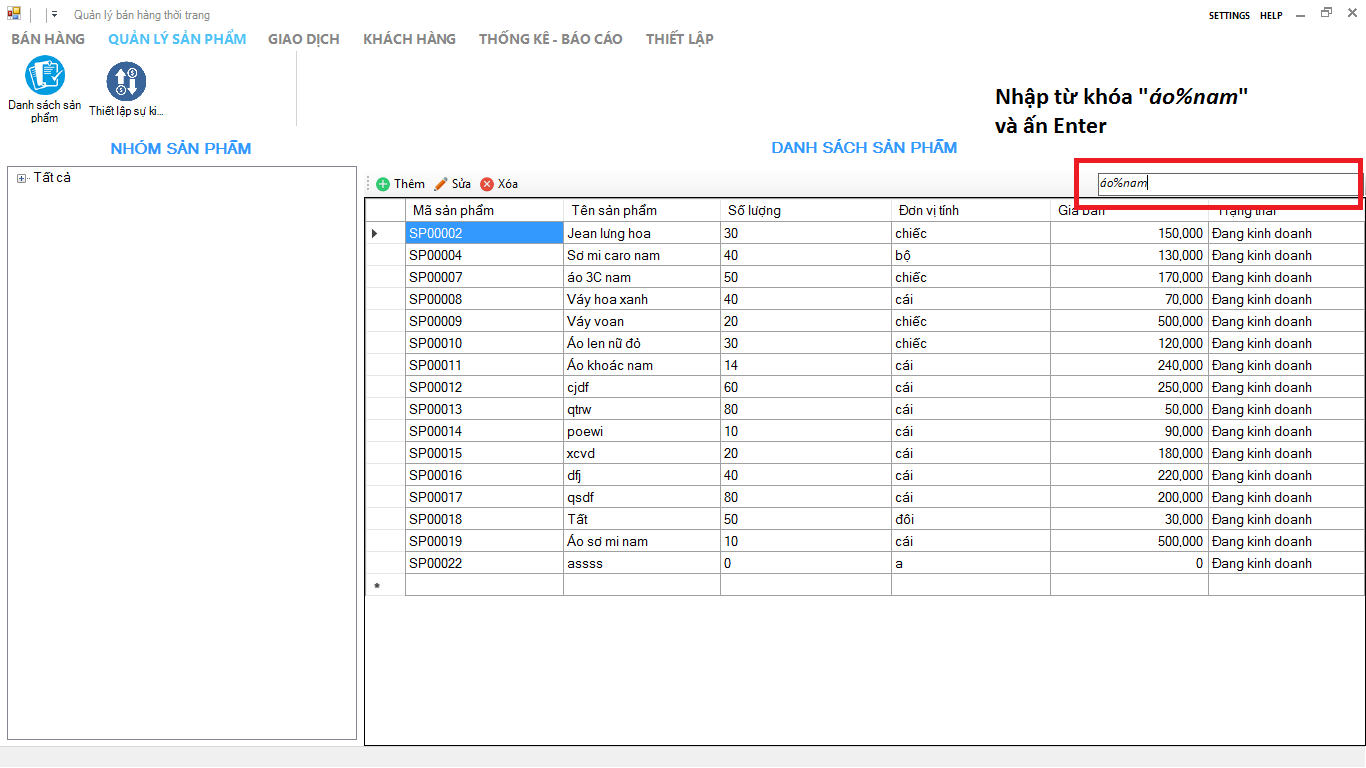 Quản lý bán hàng thời trang
SETTINGS HELP
BÁN HÀNG QUẢN LÝ SẢN PHẨM GIAO DỊCH KHÁCH HÀNG THỐNG KÊ - BÁO CÁO THIẾT LẬP
Danh sách sản
phẩm
Thiết lập sự ki...
Nhập từ khóa "áo%nam"
và ấn Enter
NHÓM SẢN PHẨM
DANH SÁCH SẢN PHẨM
Tất cả
Thêm Sửa Xóa
áo%nam
Mã sản phẩm Tên sản phẩm Số lượng Đơn vị tính Giá bán Trạng thái
SP00002 Jean lưng hoa 30 chiếc 150,000 Đang kinh doanh
SP00004 Sơ mi caro nam 40 bộ 130,000 Đang kinh doanh
SP00007 áo 3C nam 50 chiếc 170,000 Đang kinh doanh
SP00008 Váy hoa xanh 40 cái 70,000 Đang kinh doanh
SP00009 Váy voan 20 chiếc 500,000 Đang kinh doanh
SP00010 Áo len nữ đỏ 30 chiếc 120,000 Đang kinh doanh
SP00011 Áo khoác nam 14 cái 240,000 Đang kinh doanh
SP00012 cjdf 60 cái 250,000 Đang kinh doanh
SP00013 qtrw 80 cái 50,000 Đang kinh doanh
SP00014 poewi 10 cái 90,000 Đang kinh doanh
SP00015 xcvd 20 cái 180,000 Đang kinh doanh
SP00016 dfj 40 cái 220,000 Đang kinh doanh
SP00017 qsdf 80 cái 200,000 Đang kinh doanh
SP00018 Tất 50 đôi 30,000 Đang kinh doanh
SP00019 Áo sơ mi nam 10 cái 500,000 Đang kinh doanh
SP00022 assss 0 a 0 Đang kinh doanh